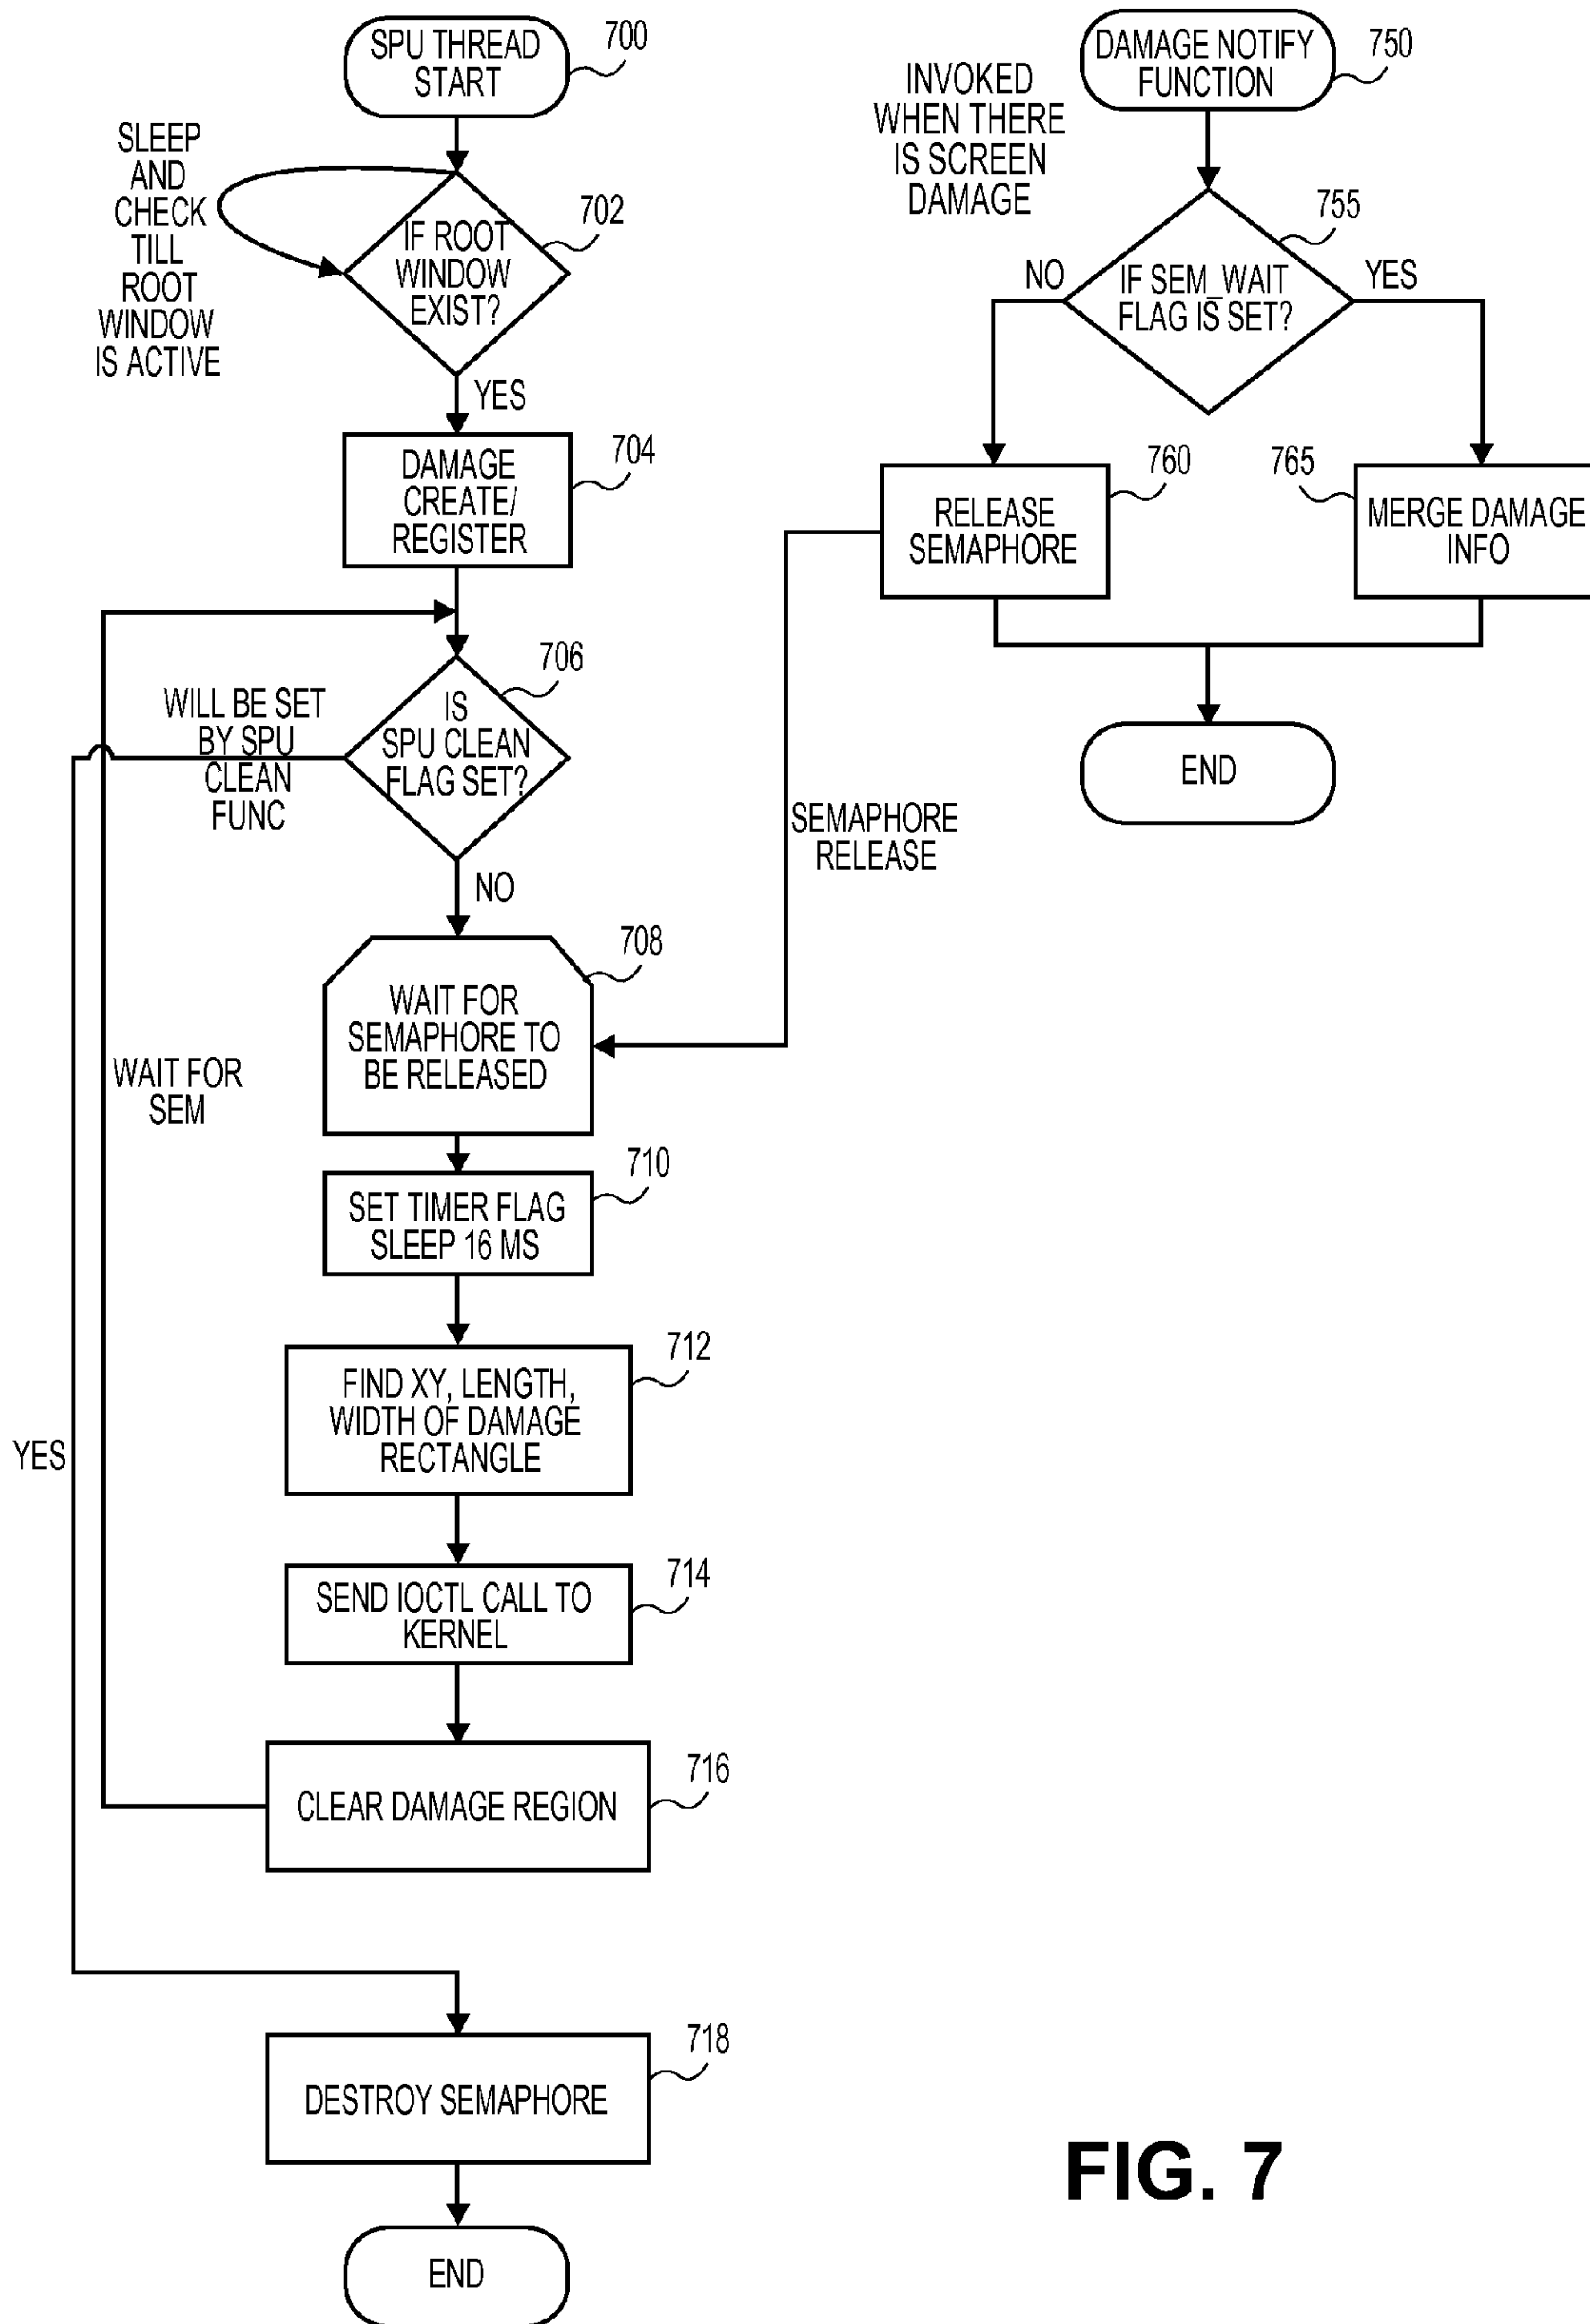 SPU THREAD
START
700
SLEEP
AND
CHECK
TILL
ROOT
WINDOW
IS ACTIVE
IF ROOT
WINDOW
EXIST?
702
YES
DAMAGE
CREATE/
REGISTER
704
IS
SPU CLEAN
FLAG SET?
706
WILL BE SET
BY SPU
CLEAN
FUNC
NO
WAIT FOR
SEMAPHORE TO
BE RELEASED
708
WAIT FOR
SEM
SET TIMER FLAG
SLEEP 16 MS
710
FIND XY, LENGTH,
WIDTH OF DAMAGE
RECTANGLE
712
YES
SEND IOCTL CALL TO
KERNEL
714
CLEAR DAMAGE REGION
716
DESTROY SEMAPHORE
718
END
DAMAGE NOTIFY
FUNCTION
750
INVOKED
WHEN THERE
IS SCREEN
DAMAGE
IF SEM_WAIT
FLAG IS SET?
755
NO
YES
RELEASE
SEMAPHORE
760
765
MERGE DAMAGE
INFO
END
SEMAPHORE
RELEASE
FIG. 7